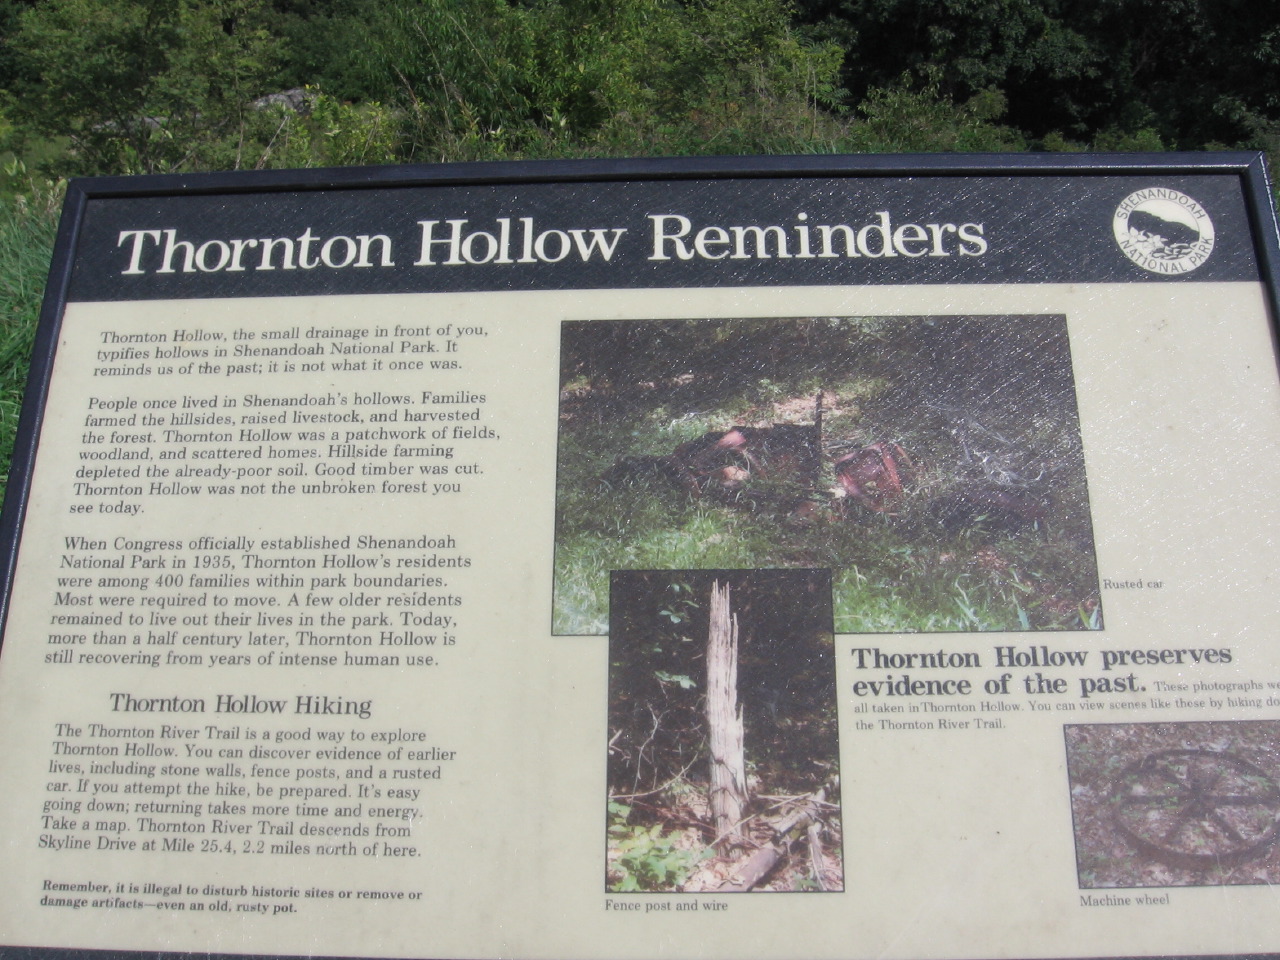 Thornton Hollow Reminders
SHENANDOAH
NATIONAL PARK
Thornton Hollow, the small drainage in front of you,
typifies hollows in Shenandoah National Park. It
reminds us of the past; it is not what it once was.
People once lived in Shenandoah's hollows. Families
farmed the hillsides, raised livestock, and harvested
the forest. Thornton Hollow was a patchwork of fields,
woodland, and scattered homes. Hillside farming
depleted the already-poor soil. Good timber was cut.
Thornton Hollow was not the unbroken forest you
see today.
When Congress officially established Shenandoah
National Park in 1935, Thornton Hollow's residents
were among 400 families within park boundaries.
Most were required to move. A few older residents
remained to live out their lives in the park. Today,
more than a half century later, Thornton Hollow is
still recovering from years of intense human use.
Thornton Hollow Hiking
The Thornton River Trail is a good way to explore
Thornton Hollow. You can discover evidence of earlier
lives, including stone walls, fence posts, and a rusted
car. If you attempt the hike, be prepared. It's easy
going down; returning takes more time and energy.
Take a map. Thornton River Trail descends from
Skyline Drive at Mile 25.4, 2.2 miles north of here.
Remember, it is illegal to disturb historic sites or remove or
damage artifacts—even an old, rusty pot.
Rusted car
Thornton Hollow preserves
evidence of the past. These photographs we
all taken in Thornton Hollow. You can view scenes like these by hiking do
the Thornton River Trail.
Fence post and wire
Machine wheel